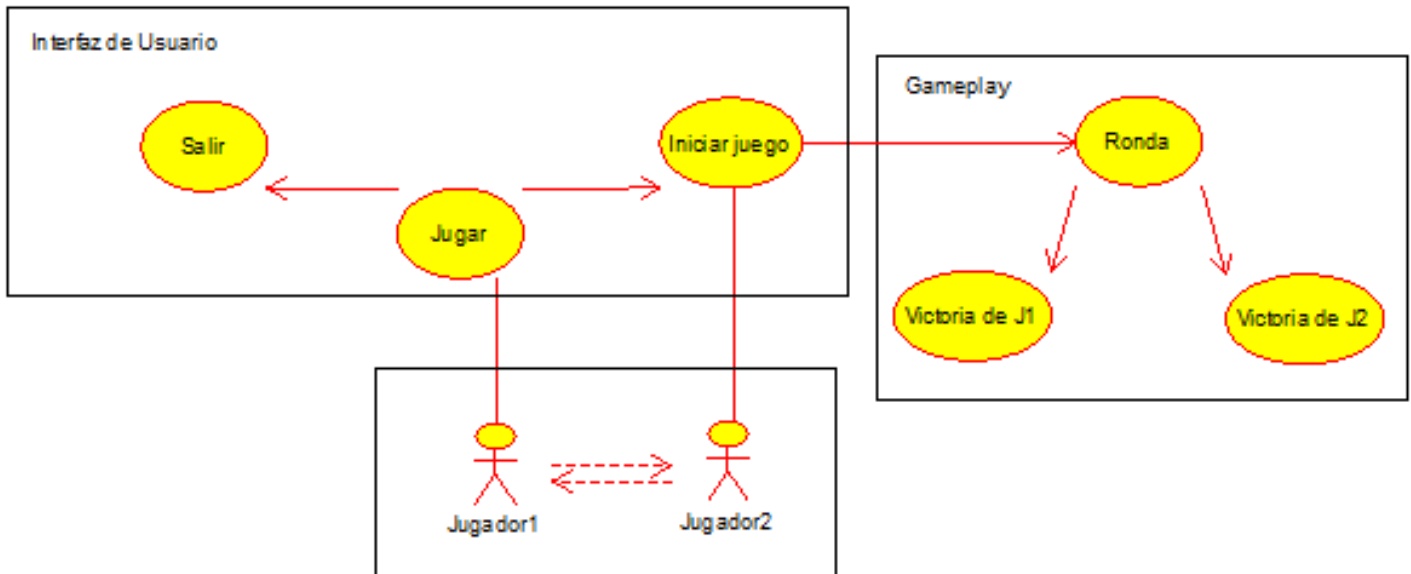 Interfaz de Usuario
Gameplay
Salir
Iniciar juego
Ronda
Jugar
Victoria de J1
Victoria de J2
Jugador1
Jugador2